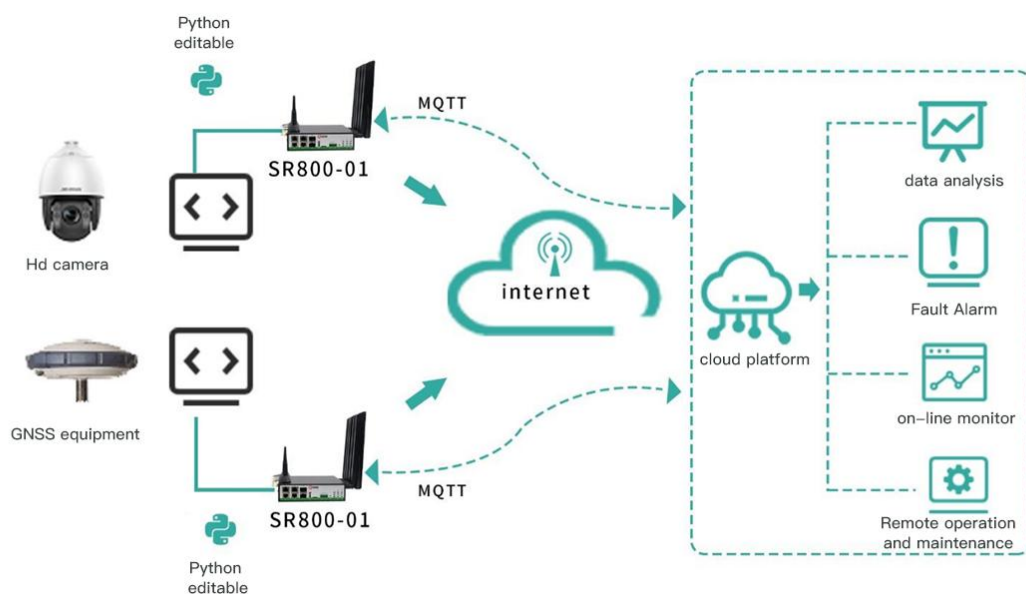 Python
editable
SR800-01
MQTT
Hd camera
internet
GNSS equipment
SR800-01
MQTT
Python
editable
cloud platform
data analysis
Fault Alarm
on-line monitor
Remote operation
and maintenance